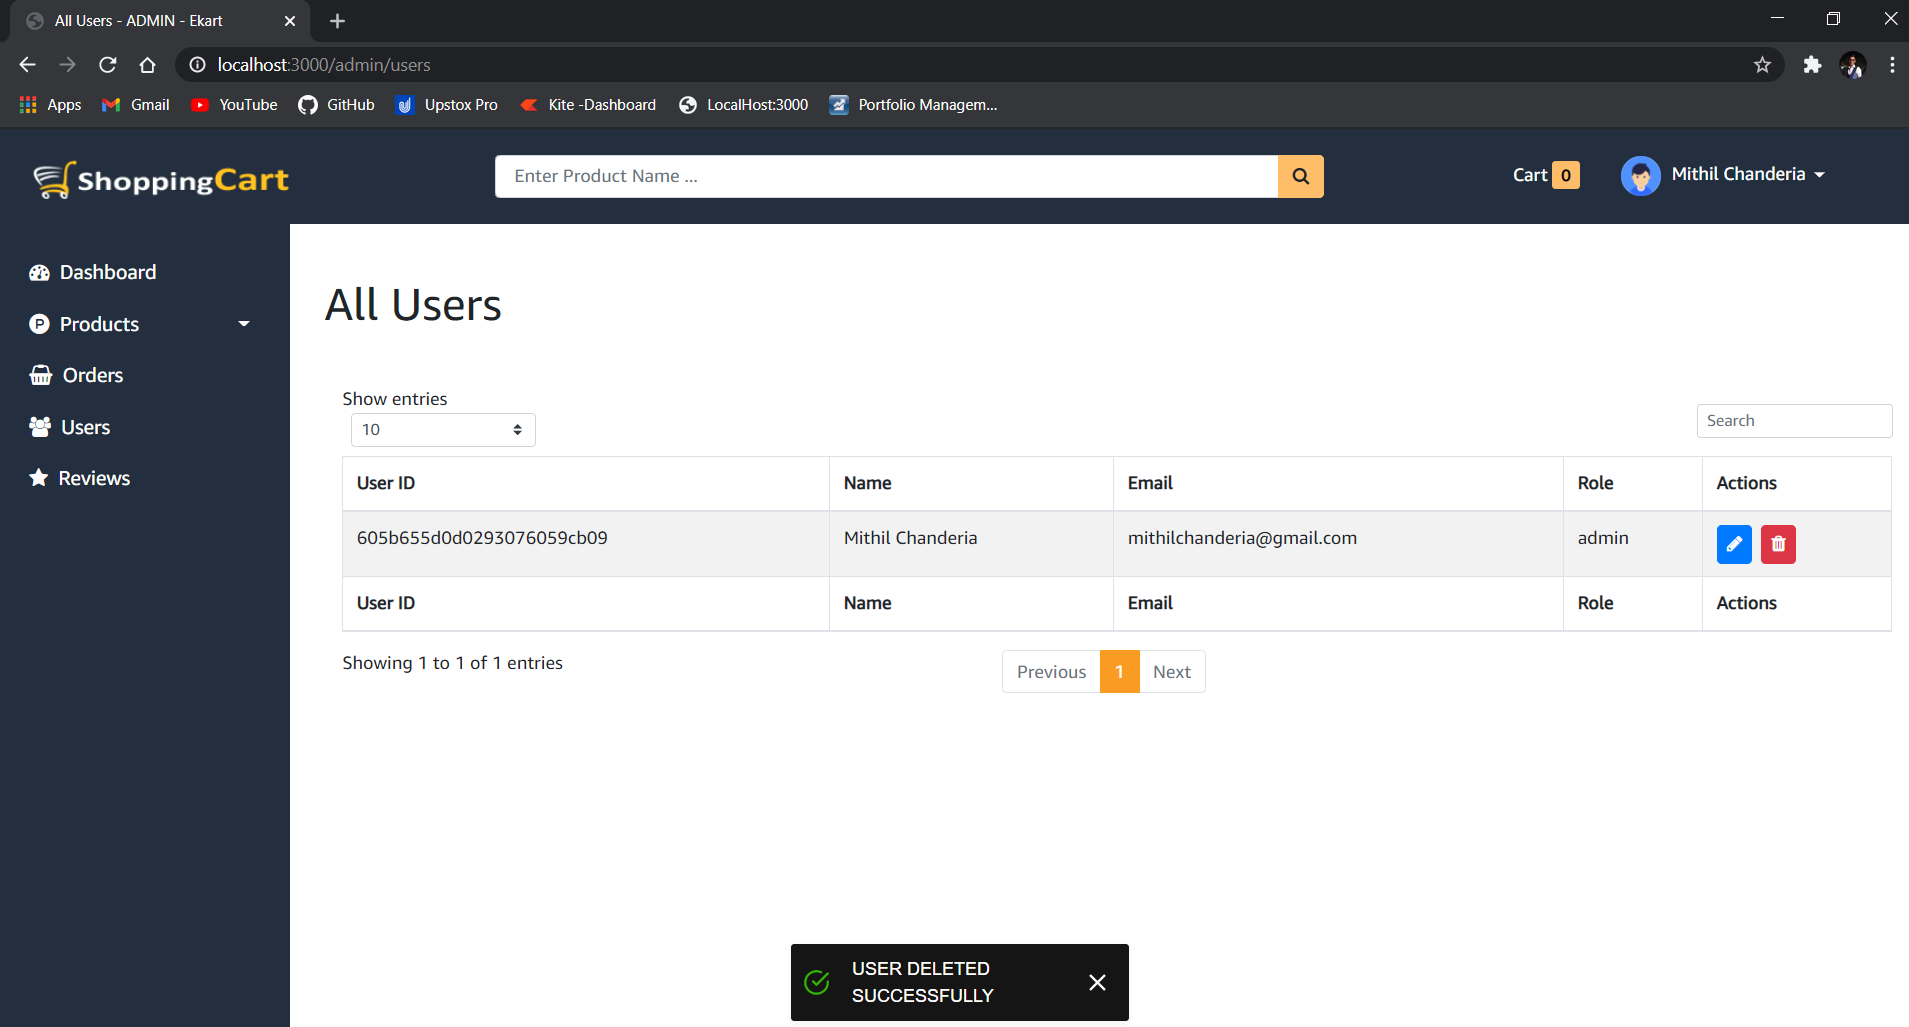 All Users - ADMIN - Ekart
localhost:3000/admin/users
Apps Gmail YouTube GitHub Upstox Pro Kite -Dashboard LocalHost:3000 Portfolio Managem...
ShoppingCart Enter Product Name ... Cart 0 Mithil Chanderia
Dashboard
Products
Orders
Users
Reviews
All Users
Show entries
10
Search
User ID Name Email Role Actions
605b655d0d0293076059cb09 Mithil Chanderia mithilchanderia@gmail.com admin
User ID Name Email Role Actions
Showing 1 to 1 of 1 entries Previous 1 Next
USER DELETED
SUCCESSFULLY